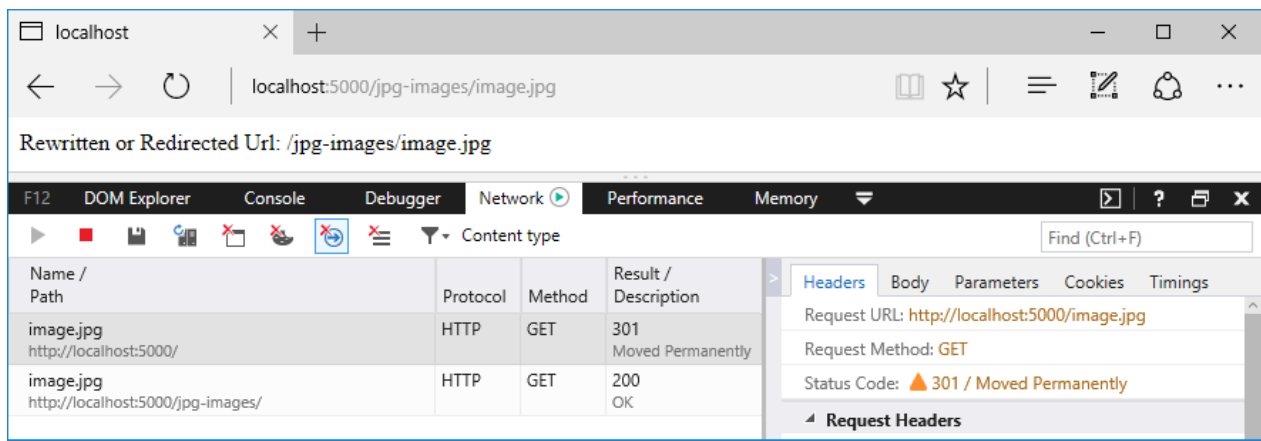 localhost
localhost:5000/jpg-images/image.jpg
Rewritten or Redirected Url: /jpg-images/image.jpg
F12 DOM Explorer Console Debugger Network Performance Memory ?
Content type Find (Ctrl+F)
Name / Path Protocol Method Result / Description
image.jpg HTTP GET 301
http://localhost:5000/ Moved Permanently
image.jpg HTTP GET 200
http://localhost:5000/jpg-images/ OK
Headers Body Parameters Cookies Timings
Request URL: http://localhost:5000/image.jpg
Request Method: GET
Status Code: 301 / Moved Permanently
Request Headers